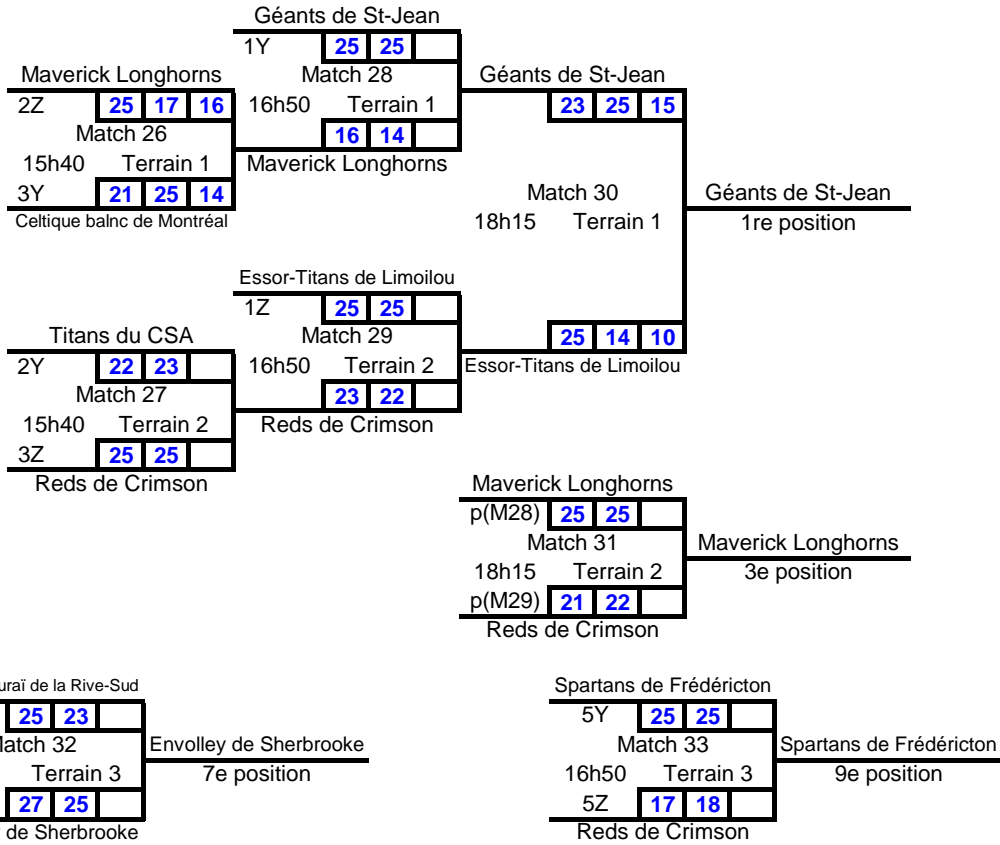 Géants de St-Jean
1Y 25 25
Maverick Longhorns Match 28 Géants de St-Jean
2Z 25 17 16 16h50 Terrain 1 23 25 15
Match 26 16 14
15h40 Terrain 1 Maverick Longhorns
3Y 21 25 14 Match 30 Géants de St-Jean
Celtique balnc de Montréal 18h15 Terrain 1 1re position
Essor-Titans de Limoilou
1Z 25 25
Titans du CSA Match 29 25 14 10
2Y 22 23 16h50 Terrain 2 Essor-Titans de Limoilou
Match 27 23 22
15h40 Terrain 2 Reds de Crimson
3Z 25 25
Reds de Crimson
Maverick Longhorns
p(M28) 25 25
Match 31 Maverick Longhorns
18h15 Terrain 2 3e position
p(M29) 21 22
Reds de Crimson
de la Rive-Sud Spartans de Frédéricton
25 23 5Y 25 25
32 Envolley de Sherbrooke Match 33 Spartans de Frédéricton
Terrain 3 7e position 16h50 Terrain 3 9e position
27 25 5Z 17 18
de Sherbrooke Reds de Crimson